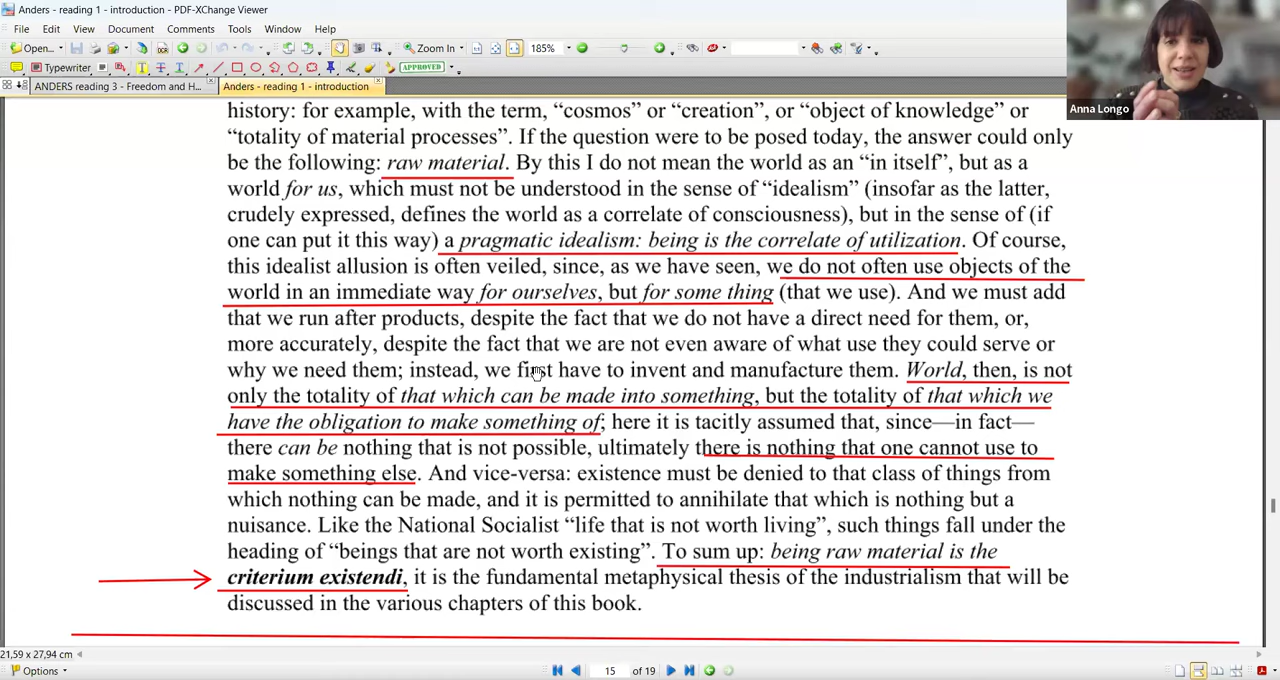 Anders - reading 1 - introduction - PDF-XChange Viewer
File Edit View Document Comments Tools Window Help
Open... Zoom In 185%
Typewriter APPROVED
ANDERS reading 3 - Freedom and H... Anders - reading 1 - introduction
Anna Longo
history: for example, with the term, “cosmos” or “creation”, or “object of knowledge” or
“totality of material processes”. If the question were to be posed today, the answer could only
be the following: raw material. By this I do not mean the world as an “in itself”, but as a
world for us, which must not be understood in the sense of “idealism” (insofar as the latter,
crudely expressed, defines the world as a correlate of consciousness), but in the sense of (if
one can put it this way) a pragmatic idealism: being is the correlate of utilization. Of course,
this idealist allusion is often veiled, since, as we have seen, we do not often use objects of the
world in an immediate way for ourselves, but for some thing (that we use). And we must add
that we run after products, despite the fact that we do not have a direct need for them, or,
more accurately, despite the fact that we are not even aware of what use they could serve or
why we need them; instead, we first have to invent and manufacture them. World, then, is not
only the totality of that which can be made into something, but the totality of that which we
have the obligation to make something of; here it is tacitly assumed that, since—in fact—
there can be nothing that is not possible, ultimately there is nothing that one cannot use to
make something else. And vice-versa: existence must be denied to that class of things from
which nothing can be made, and it is permitted to annihilate that which is nothing but a
nuisance. Like the National Socialist “life that is not worth living”, such things fall under the
heading of “beings that are not worth existing”. To sum up: being raw material is the
criterium existendi, it is the fundamental metaphysical thesis of the industrialism that will be
discussed in the various chapters of this book.
21,59 x 27,94 cm
Options 15 of 19